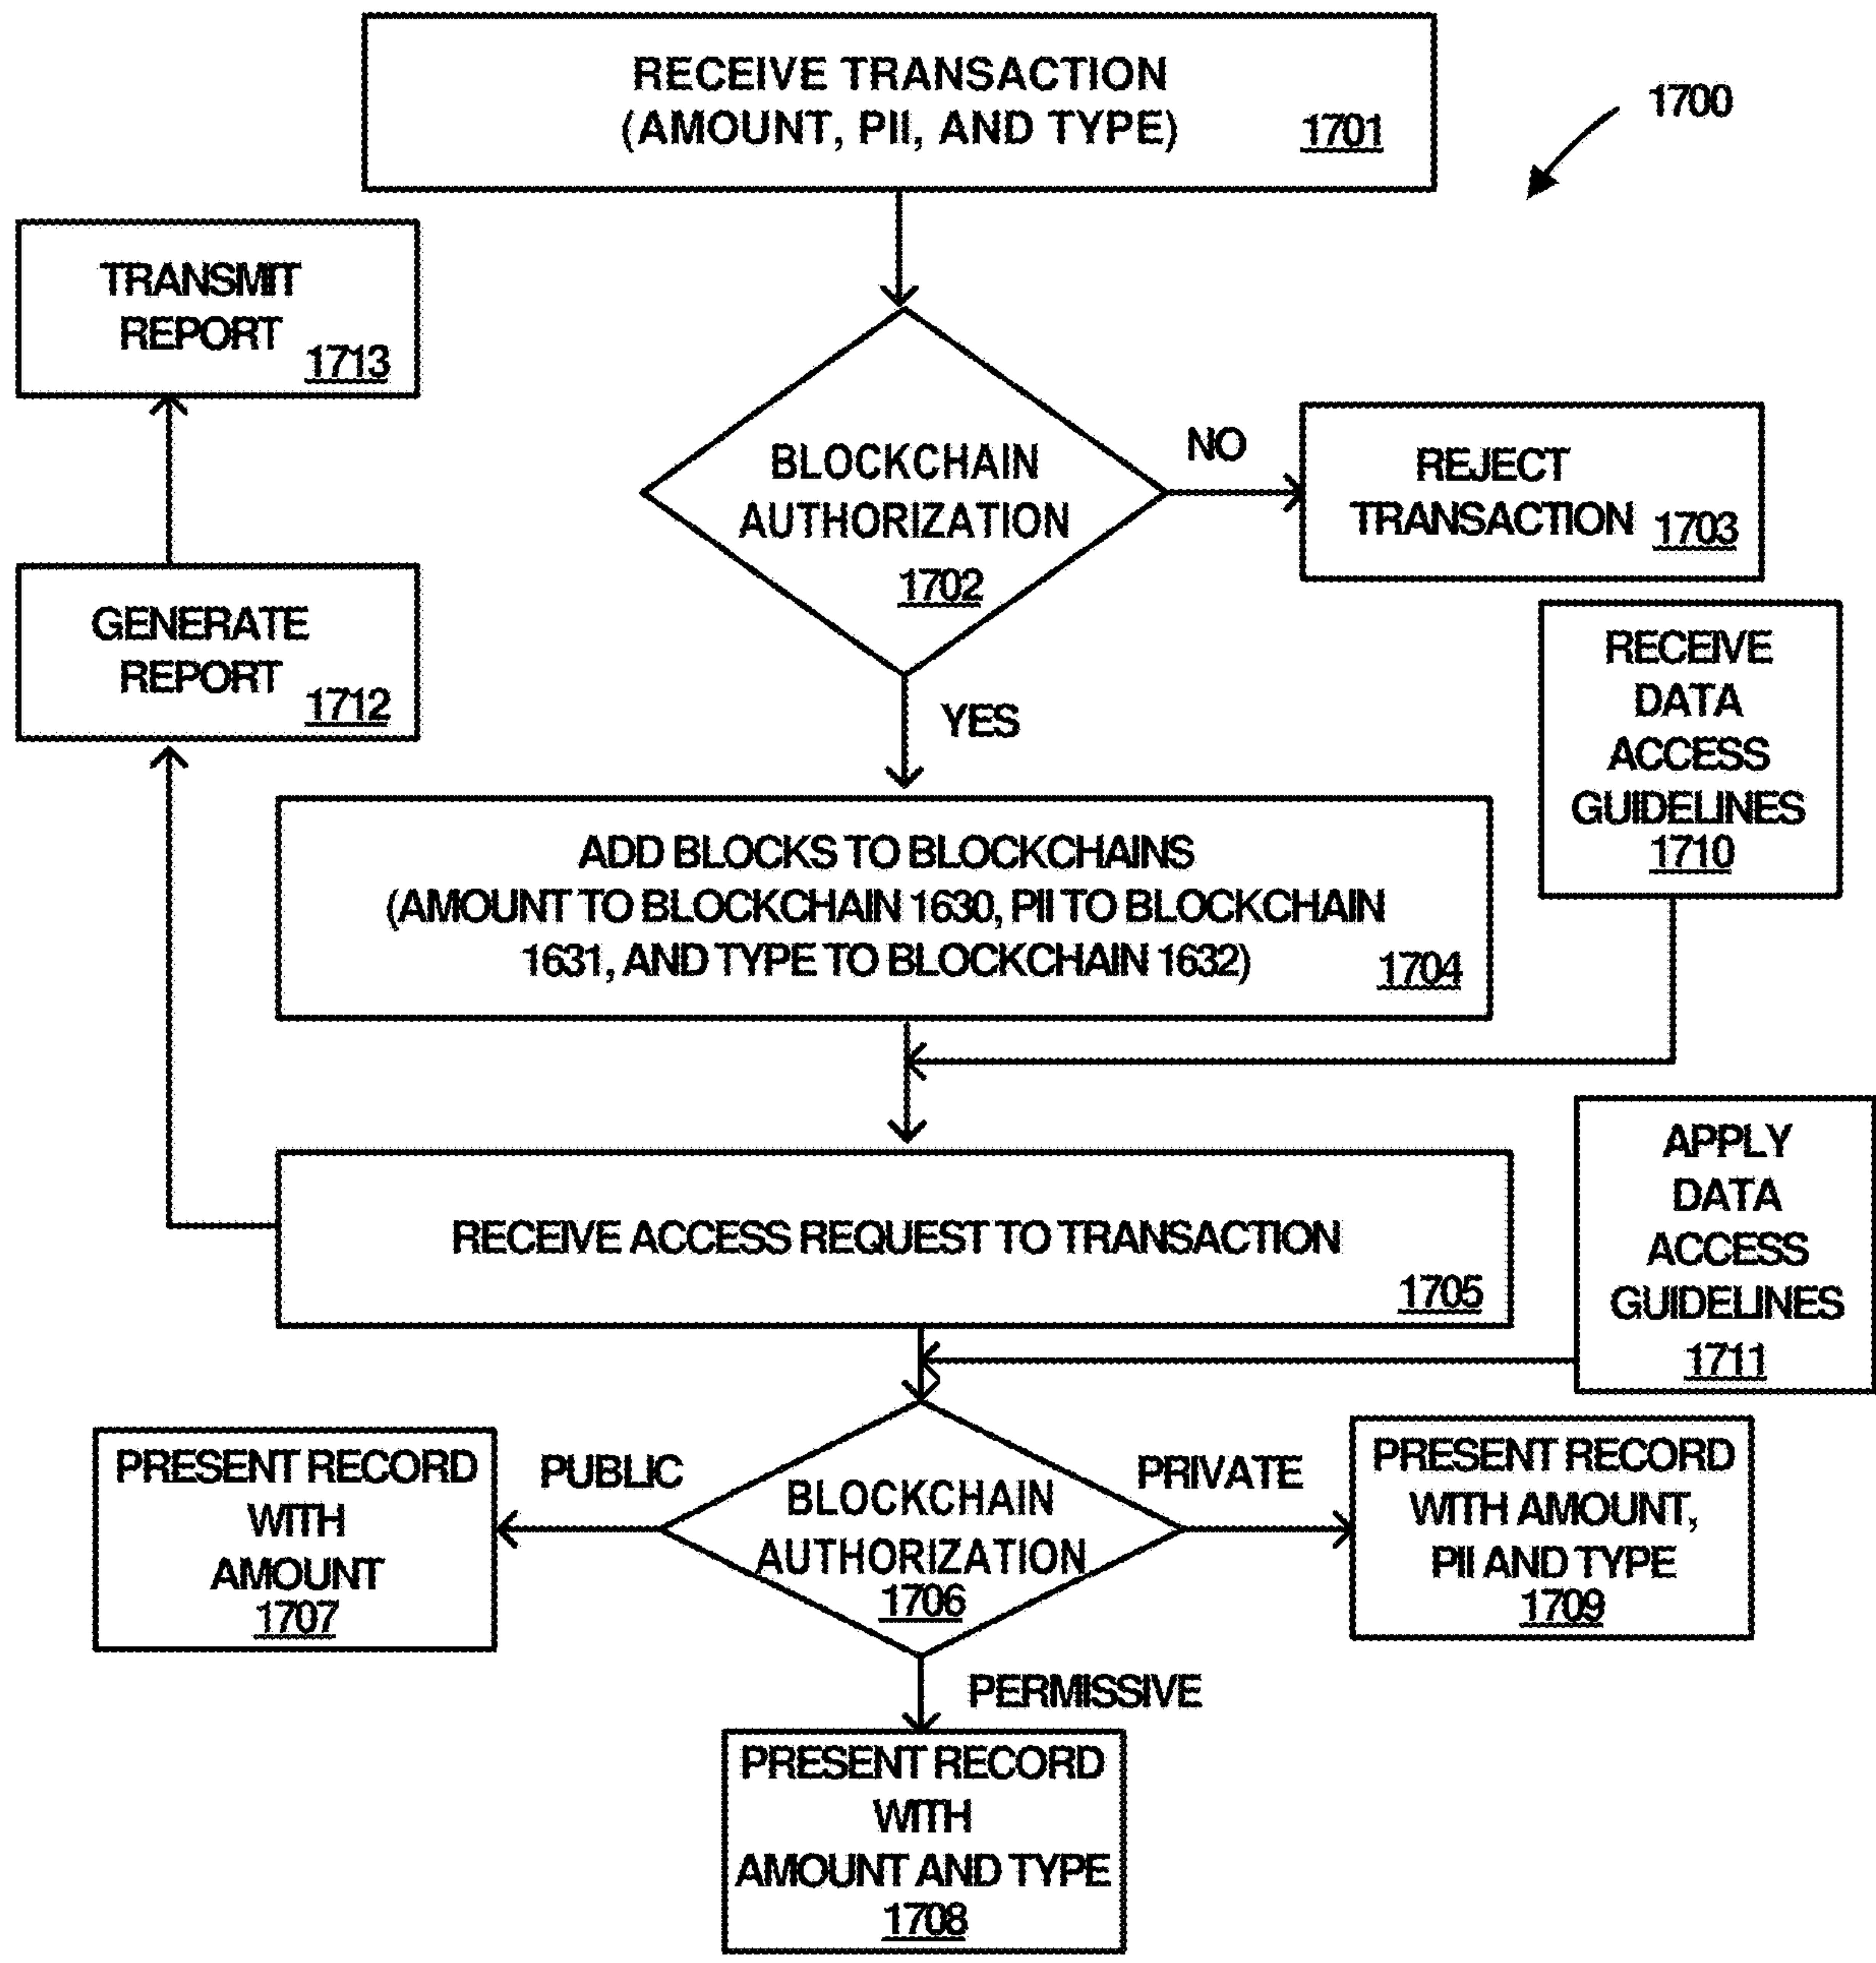 RECEIVE TRANSACTION
(AMOUNT, PII, AND TYPE)
1701
1700
TRANSMIT
REPORT
1713
BLOCKCHAIN
AUTHORIZATION
1702
NO
REJECT
TRANSACTION
1703
GENERATE
REPORT
1712
YES
RECEIVE
DATA
ACCESS
GUIDELINES
1710
ADD BLOCKS TO BLOCKCHAINS
(AMOUNT TO BLOCKCHAIN 1630, PII TO BLOCKCHAIN
1631, AND TYPE TO BLOCKCHAIN 1632)
1704
RECEIVE ACCESS REQUEST TO TRANSACTION
1705
APPLY
DATA
ACCESS
GUIDELINES
1711
PRESENT RECORD
WITH
AMOUNT
1707
PUBLIC
BLOCKCHAIN
AUTHORIZATION
1706
PRIVATE
PRESENT RECORD
WITH AMOUNT,
PII AND TYPE
1709
PERMISSIVE
PRESENT RECORD
WITH
AMOUNT AND TYPE
1708